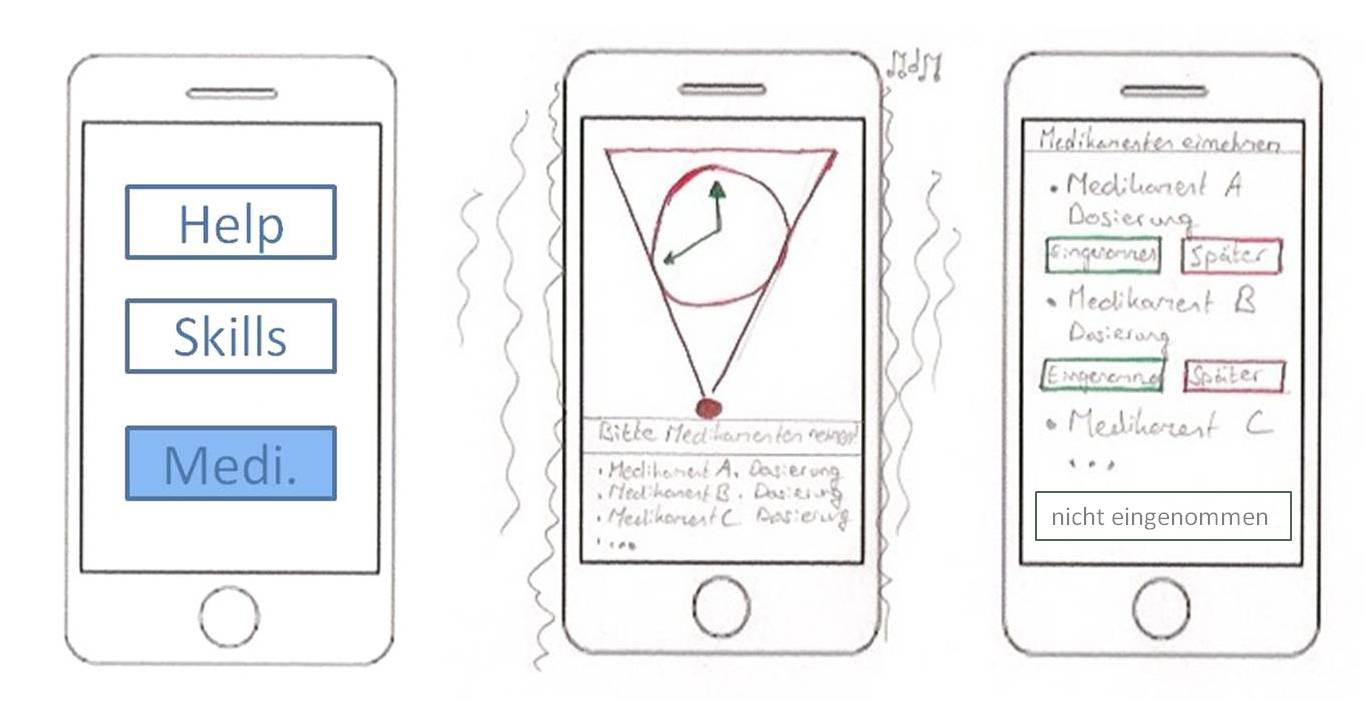 Help
Skills
Medi.
Bitte Medikamenten nehmen!
• Medikament A. Dosierung
• Medikament B. Dosierung
• Medikament C Dosierung
Medikamenten einnehmen
• Medikament A
Dosierung
Eingenommen Später
• Medikament B
Dosierung
Eingenommen Später
• Medikament C
...
nicht eingenommen